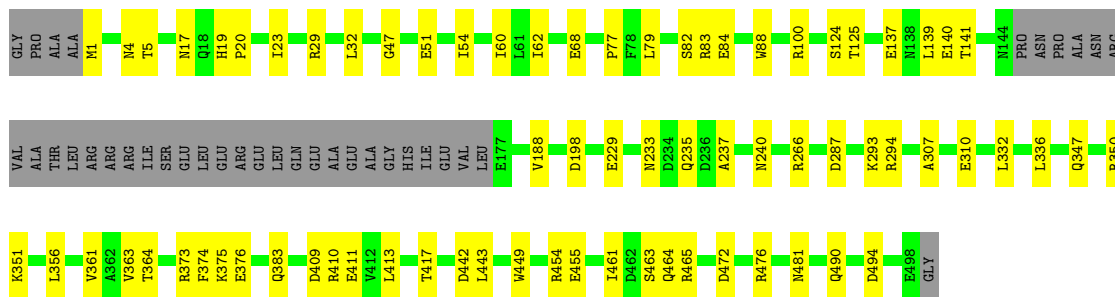 GLY PRO ALA ALA M1 N4 T5 N17 Q18 H19 P20 I23 R29 L32 G47 E51 I54 I60 L61 I62 E68 P77 F78 L79 S82 R83 E84 W88 R100 S124 T125 E137 N138 L139 E140 T141 N144 PRO ASN PRO ALA ASN ARG
VAL ALA THR LEU ARG ARG ARG ILE SER GLU LEU GLU ARG GLU LEU GLN GLU ALA GLU ALA GLY HIS ILE GLU VAL LEU E177 V188 D198 E229 N233 D234 Q235 D236 A237 N240 R266 D287 K293 R294 A307 E310 L332 L336 Q347
K351 L356 V361 A362 V363 T364 R373 F374 K375 E376 Q383 D409 R410 E411 V412 L413 T417 D442 L443 W449 R454 E455 I461 D462 S463 Q464 R465 D472 R476 N481 Q490 D494 E498 GLY